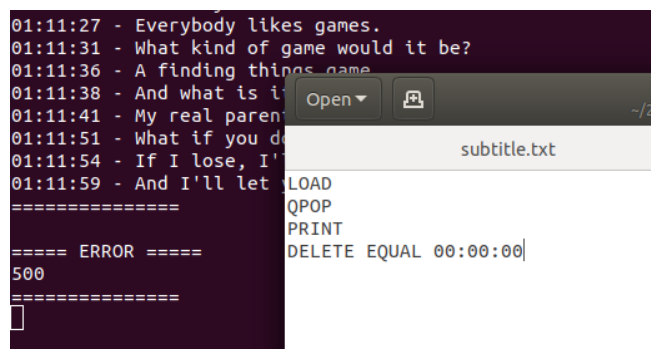 01:11:27 - Everybody likes games.
01:11:31 - What kind of game would it be?
01:11:36 - A finding things game
01:11:38 - And what is
01:11:41 - My real
01:11:51 - What if you
01:11:54 - If I lose,
01:11:59 - And I'll let
===============
===== ERROR =====
500
===============
Open
subtitle.txt
LOAD
QPOP
PRINT
DELETE EQUAL 00:00:00